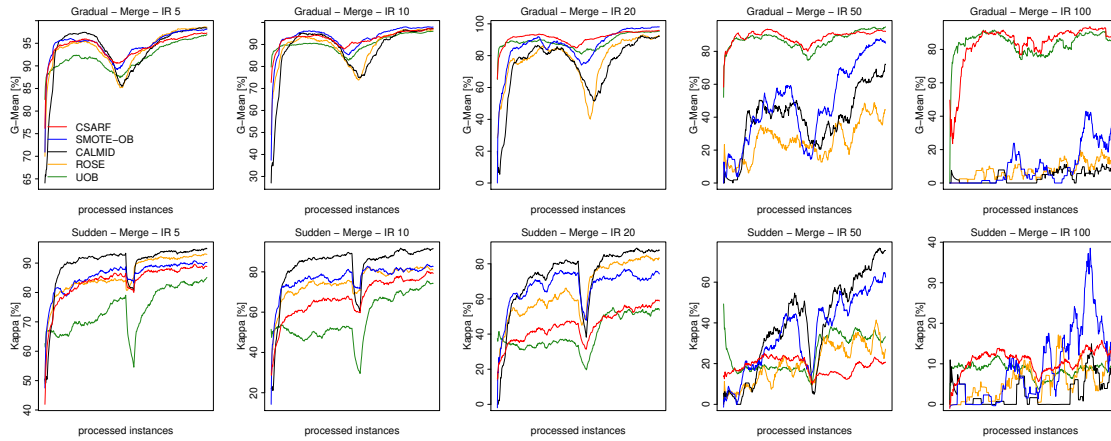 Gradual − Merge − IR 5
Gradual − Merge − IR 10
Gradual − Merge − IR 20
Gradual − Merge − IR 50
Gradual − Merge − IR 100
G−Mean [%]
65 70 75 80 85 90 95
CSARF
SMOTE−OB
CALMID
ROSE
UOB
processed instances
G−Mean [%]
30 40 50 60 70 80 90
processed instances
G−Mean [%]
0 20 40 60 80 100
processed instances
G−Mean [%]
0 20 40 60 80
processed instances
G−Mean [%]
0 20 40 60 80
processed instances
Sudden − Merge − IR 5
Sudden − Merge − IR 10
Sudden − Merge − IR 20
Sudden − Merge − IR 50
Sudden − Merge − IR 100
Kappa [%]
40 50 60 70 80 90
processed instances
Kappa [%]
20 40 60 80
processed instances
Kappa [%]
0 20 40 60 80
processed instances
Kappa [%]
0 20 40 60
processed instances
Kappa [%]
0 10 20 30 40
processed instances